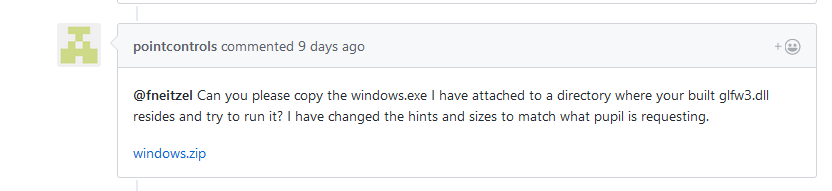 pointcontrols commented 9 days ago
@fneitzel Can you please copy the windows.exe I have attached to a directory where your built glfw3.dll
resides and try to run it? I have changed the hints and sizes to match what pupil is requesting.
windows.zip